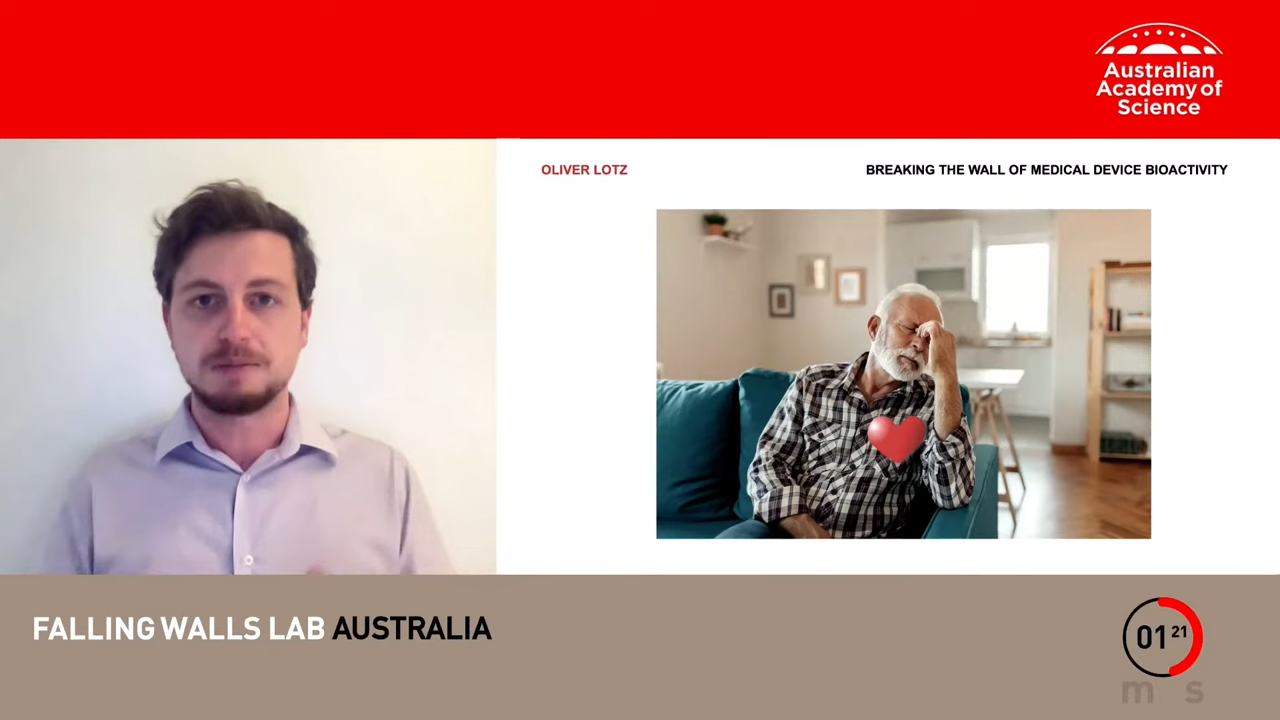 Australian
Academy of
Science
OLIVER LOTZ
BREAKING THE WALL OF MEDICAL DEVICE BIOACTIVITY
FALLING WALLS LAB AUSTRALIA
01 21
m s